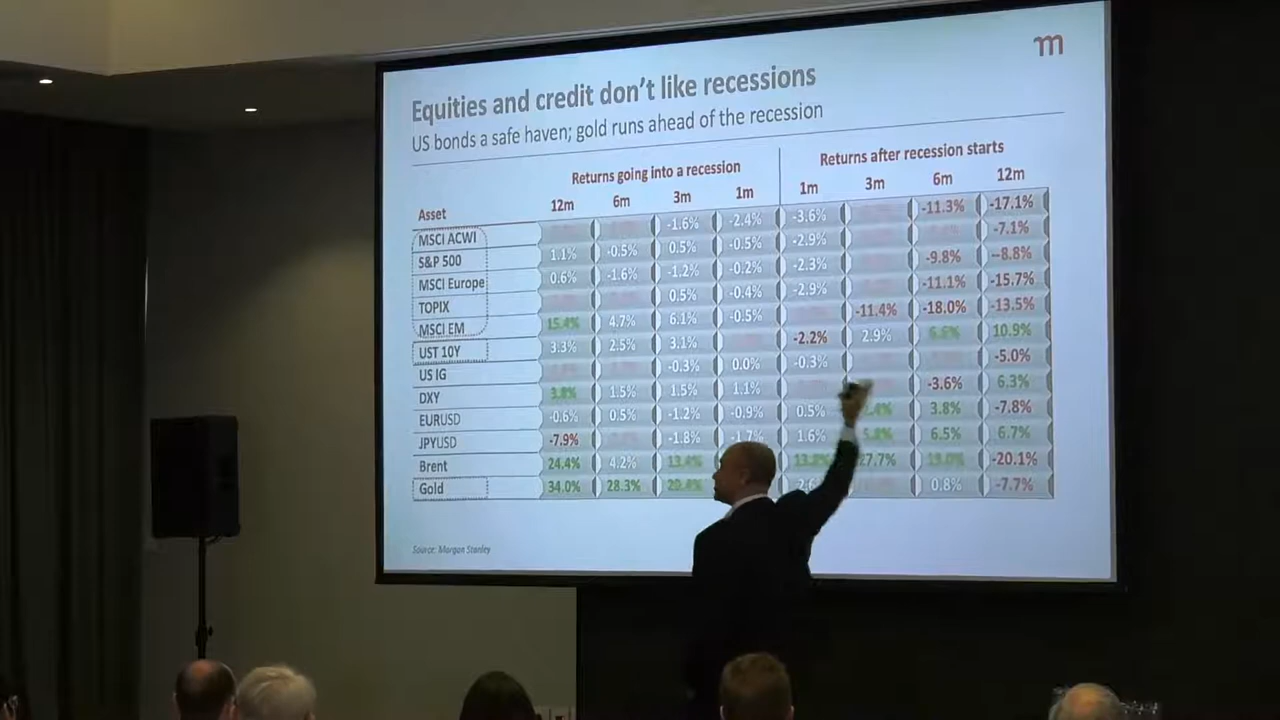 m
Equities and credit don't like recessions
US bonds a safe haven; gold runs ahead of the recession
Returns going into a recession Returns after recession starts
Asset 12m 6m 3m 1m 1m 3m 6m 12m
MSCI ACWI -1.6% -2.4% -3.6% -11.3% -17.1%
S&P 500 1.1% -0.5% 0.5% -0.5% -2.9% -7.1%
MSCI Europe 0.6% -1.6% -1.2% -0.2% -2.3% -9.8% -8.8%
TOPIX 0.5% -0.4% -2.9% -11.1% -15.7%
MSCI EM 15.4% 4.7% 6.1% -0.5% -11.4% -18.0% -13.5%
UST 10Y 3.3% 2.5% 3.1% -2.2% 2.9% 10.9%
US IG -0.3% 0.0% -0.3% -5.0%
DXY 3.8% 1.5% 1.5% 1.1% -3.6% 6.3%
EURUSD -0.6% 0.5% -1.2% -0.9% 0.5% 3.8% -7.8%
JPYUSD -7.9% -1.8% -1.7% 1.6% 6.5% 6.7%
Brent 24.4% 4.2% 13.4% 27.7% -20.1%
Gold 34.0% 28.3% 0.8% -7.7%
Source: Morgan Stanley